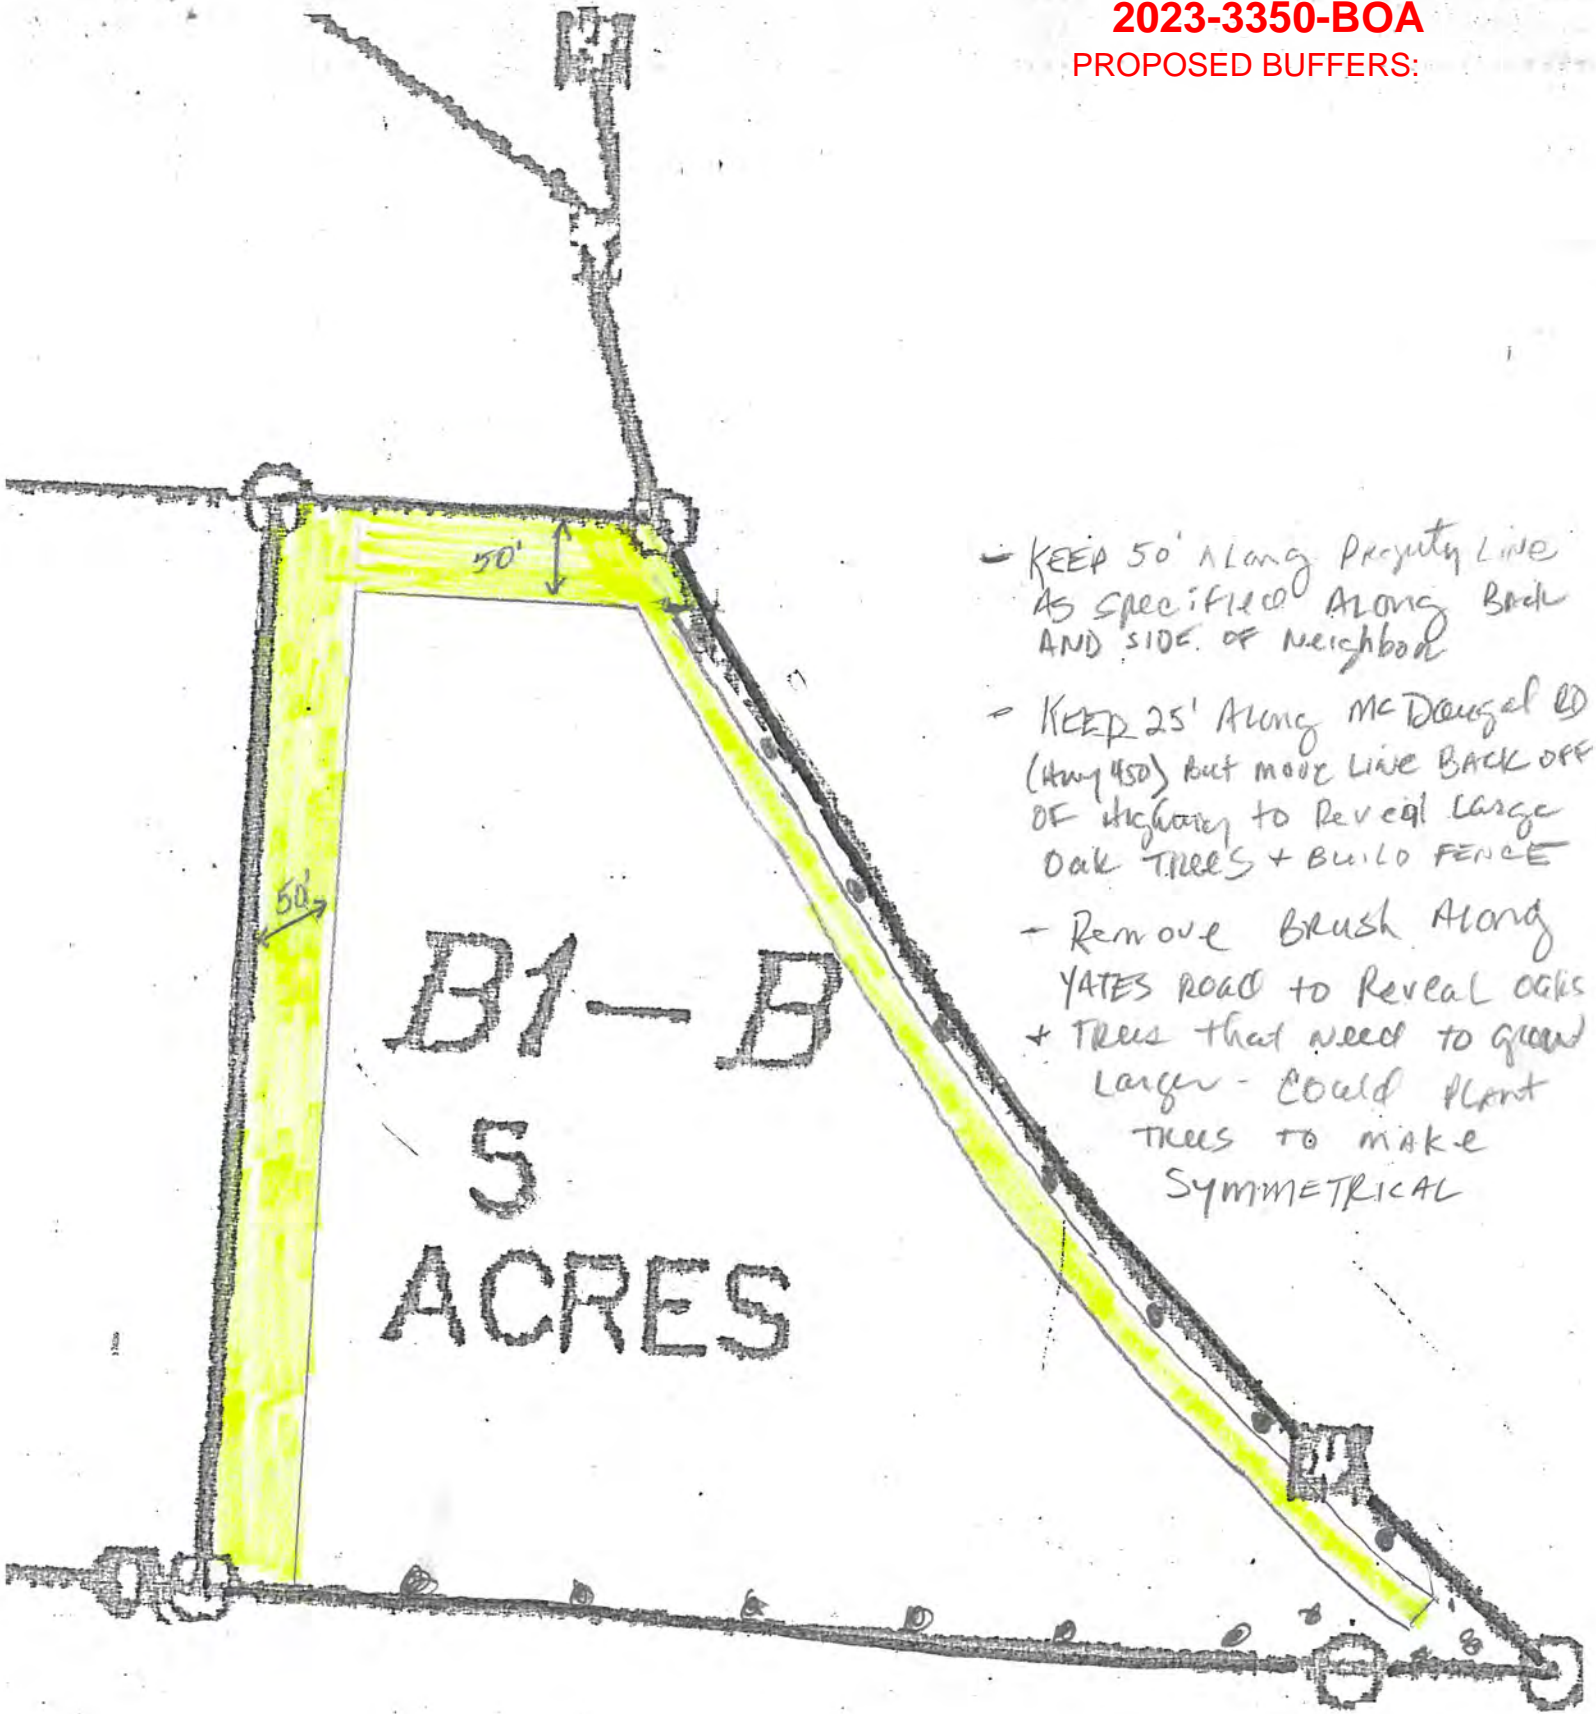 2023-3350-BOA
PROPOSED BUFFERS:
50'
- KEEP 50' Along Property Line
As specified Along Back
AND SIDE OF Neighbor
- KEEP 25' Along McDougal RD
(Hwy 450) But move Line BACK OFF
OF Highway to Reveal Large
Oak Trees + BUILD FENCE
50'
- Remove Brush Along
YATES ROAD to Reveal oaks
+ Trees that need to grow
Larger - Could Plant
Trees TO MAKE
SYMMETRICAL
B1-B
5
ACRES